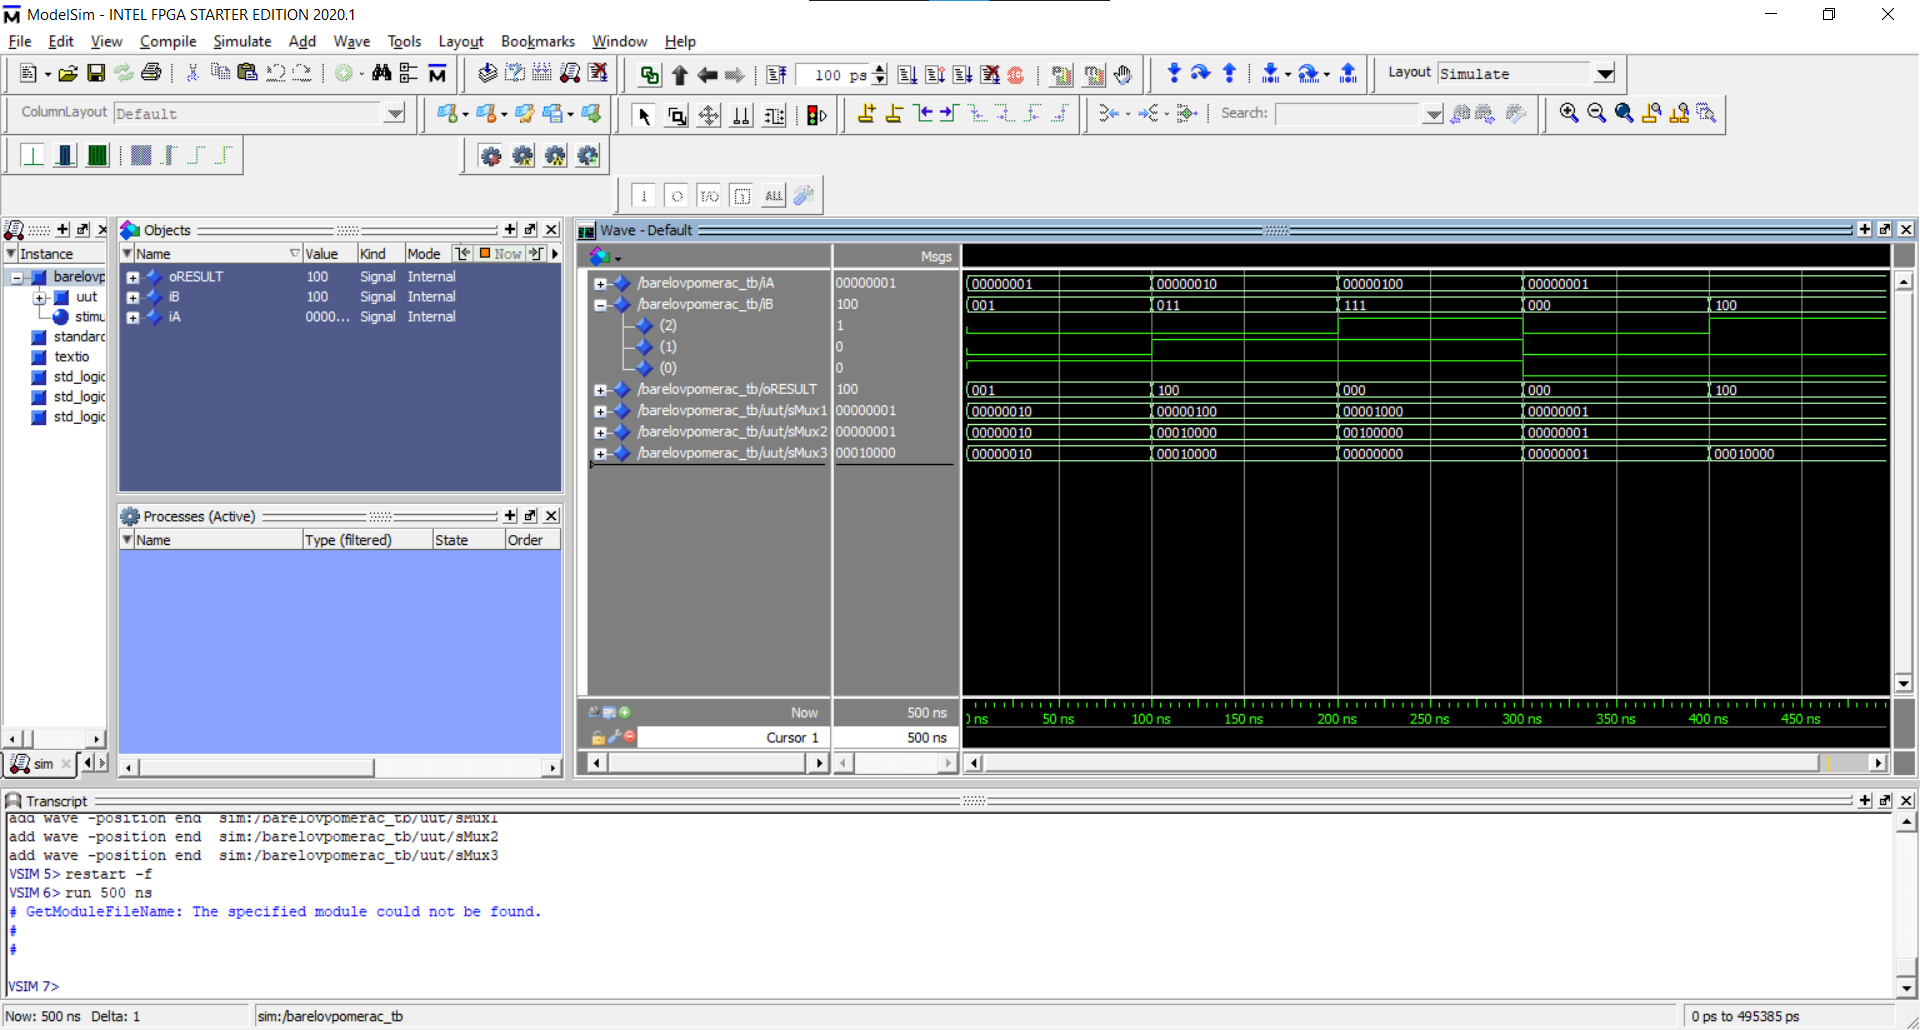 ModelSim - INTEL FPGA STARTER EDITION 2020.1
File Edit View Compile Simulate Add Wave Tools Layout Bookmarks Window Help
100 ps
Layout Simulate
ColumnLayout Default
Search:
I/O
ALL
Instance
barelovp
uut
stimu
standarc
textio
std_logic
std_logic
std_logic
sim
Objects
Name Value Kind Mode Now
oRESULT 100 Signal Internal
iB 100 Signal Internal
iA 0000... Signal Internal
Processes (Active)
Name Type (filtered) State Order
Wave - Default
Msgs
/barelovpomerac_tb/iA 00000001 00000001 00000010 00000100 00000001
/barelovpomerac_tb/iB 100 001 011 111 000 100
(2) 1
(1) 0
(0) 0
/barelovpomerac_tb/oRESULT 100 001 100 000 000 100
/barelovpomerac_tb/uut/sMux1 00000001 00000010 00000100 00001000 00000001
/barelovpomerac_tb/uut/sMux2 00000001 00000010 00010000 00100000 00000001
/barelovpomerac_tb/uut/sMux3 00010000 00000010 00010000 00000000 00000001 00010000
Now 500 ns
ns 50 ns 100 ns 150 ns 200 ns 250 ns 300 ns 350 ns 400 ns 450 ns
Cursor 1 500 ns
Transcript
add wave -position end  sim:/barelovpomerac_tb/uut/sMux1
add wave -position end  sim:/barelovpomerac_tb/uut/sMux2
add wave -position end  sim:/barelovpomerac_tb/uut/sMux3
VSIM 5> restart -f
VSIM 6> run 500 ns
# GetModuleFileName: The specified module could not be found.
#
#
VSIM 7>
Now: 500 ns Delta: 1 sim:/barelovpomerac_tb 0 ps to 495385 ps